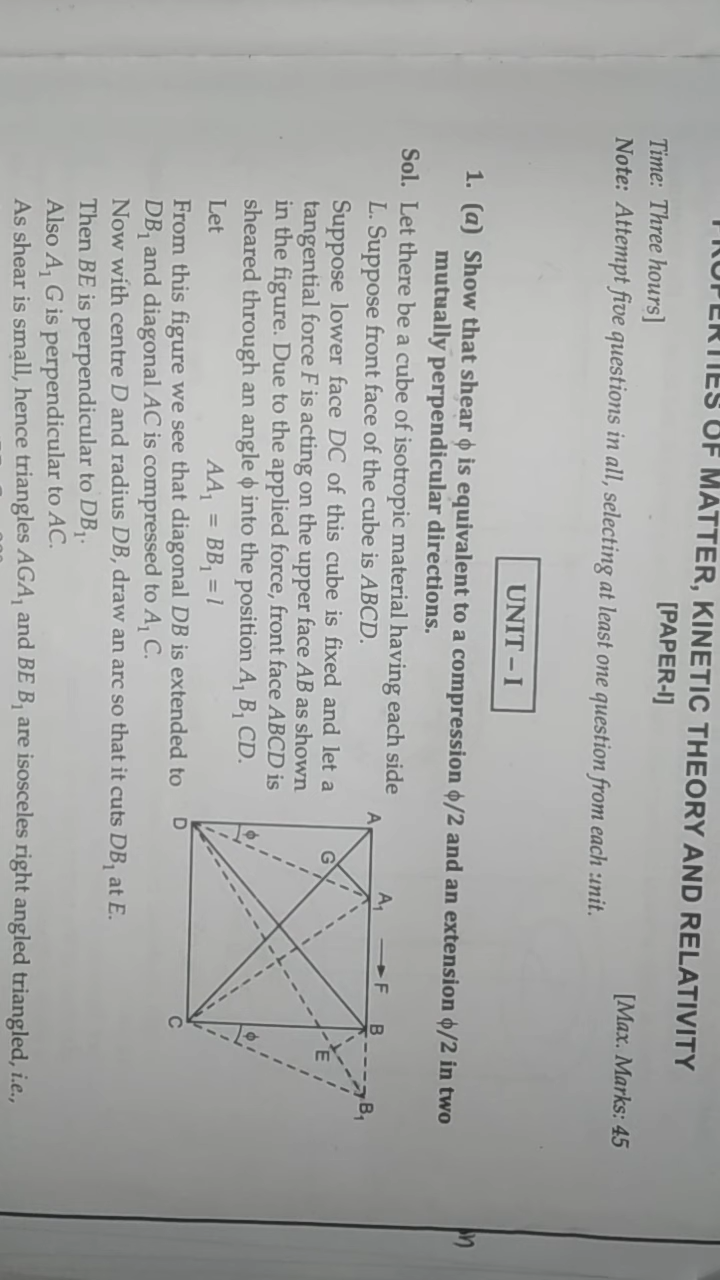 PROPERTIES OF MATTER, KINETIC THEORY AND RELATIVITY
[PAPER-I]
Time: Three hours]
[Max. Marks: 45
Note: Attempt five questions in all, selecting at least one question from each unit.
UNIT – I
1. (a) Show that shear ϕ is equivalent to a compression ϕ/2 and an extension ϕ/2 in two
mutually perpendicular directions.
Sol. Let there be a cube of isotropic material having each side
L. Suppose front face of the cube is ABCD.
Suppose lower face DC of this cube is fixed and let a
tangential force F is acting on the upper face AB as shown
in the figure. Due to the applied force, front face ABCD is
sheared through an angle ϕ into the position A₁ B₁ CD.
Let AA₁ = BB₁ = l
From this figure we see that diagonal DB is extended to
DB₁ and diagonal AC is compressed to A₁ C.
Now with centre D and radius DB, draw an arc so that it cuts DB₁ at E.
Then BE is perpendicular to DB₁.
Also A₁ G is perpendicular to AC.
As shear is small, hence triangles AGA₁ and BE B₁ are isosceles right angled triangled, i.e.,
A A₁ F B B₁
G E
ϕ ϕ
D C